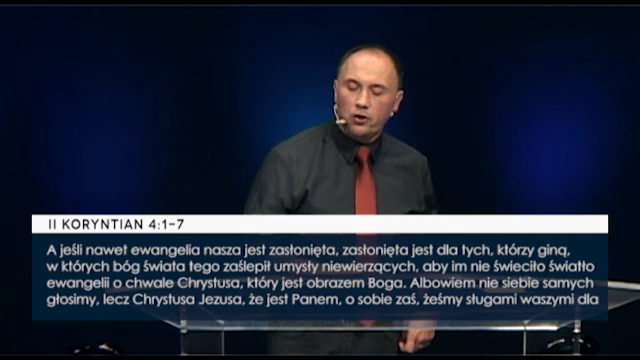 II KORYNTIAN 4:1-7
A jeśli nawet ewangelia nasza jest zasłonięta, zasłonięta jest dla tych, którzy giną,
w których bóg świata tego zaślepił umysły niewierzących, aby im nie świeciło światło
ewangelii o chwale Chrystusa, który jest obrazem Boga. Albowiem nie siebie samych
głosimy, lecz Chrystusa Jezusa, że jest Panem, o sobie zaś, żeśmy sługami waszymi dla